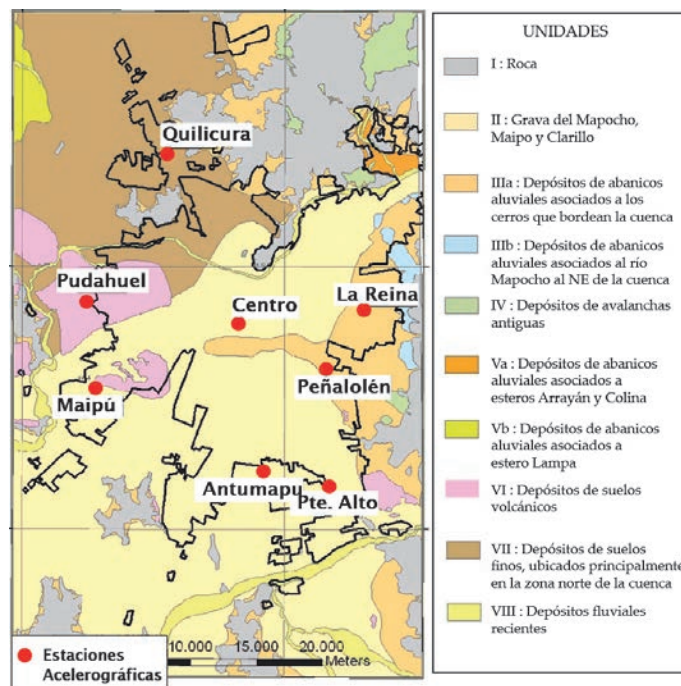 Quilicura
Pudahuel
Centro
La Reina
Peñalolén
Maipú
Antumapu
Pte. Alto
Estaciones
Acelerográficas
10.000 15.000 20.000
Meters
UNIDADES
I : Roca
II : Grava del Mapocho,
Maipo y Clarillo
IIIa : Depósitos de abanicos
aluviales asociados a los
cerros que bordean la cuenca
IIIb : Depósitos de abanicos
aluviales asociados al río
Mapocho al NE de la cuenca
IV : Depósitos de avalanchas
antiguas
Va : Depósitos de abanicos
aluviales asociados a
esteros Arrayán y Colina
Vb : Depósitos de abanicos
aluviales asociados a
estero Lampa
VI : Depósitos de suelos
volcánicos
VII : Depósitos de suelos
finos, ubicados principalmente
en la zona norte de la cuenca
VIII : Depósitos fluviales
recientes